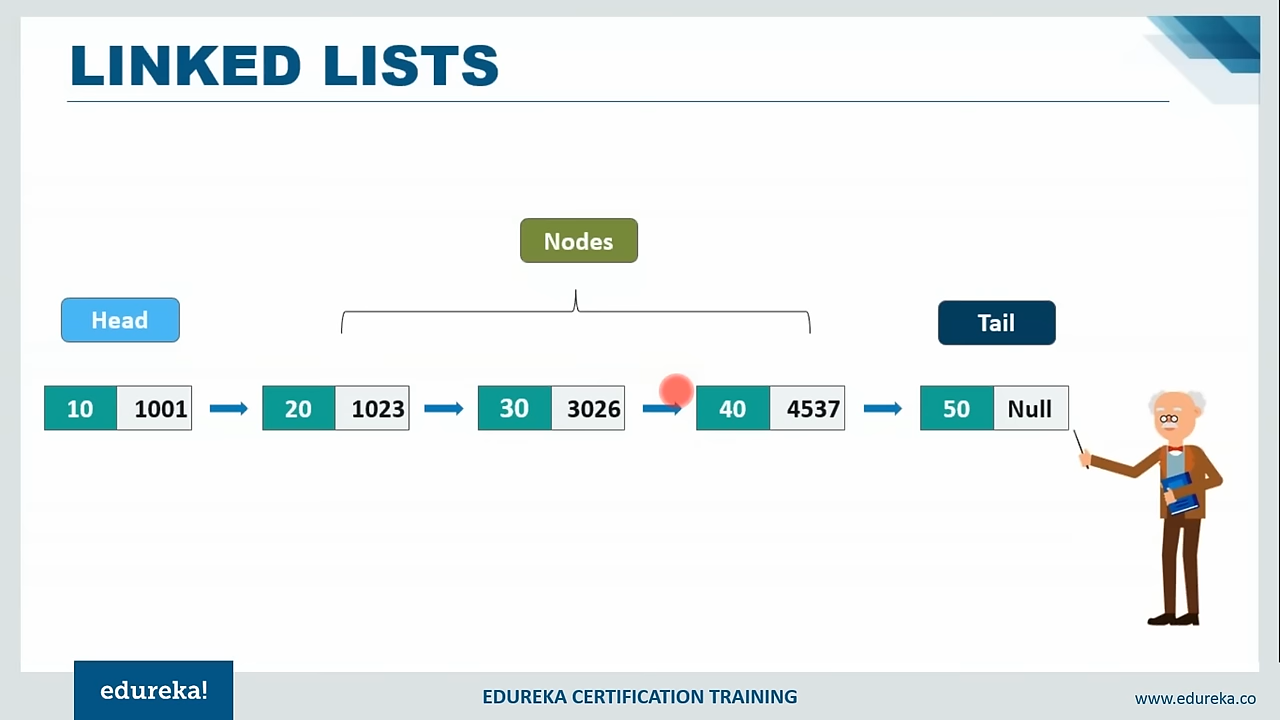 LINKED LISTS
Nodes
Head
Tail
10 1001 20 1023 30 3026 40 4537 50 Null
edureka!
EDUREKA CERTIFICATION TRAINING
www.edureka.co